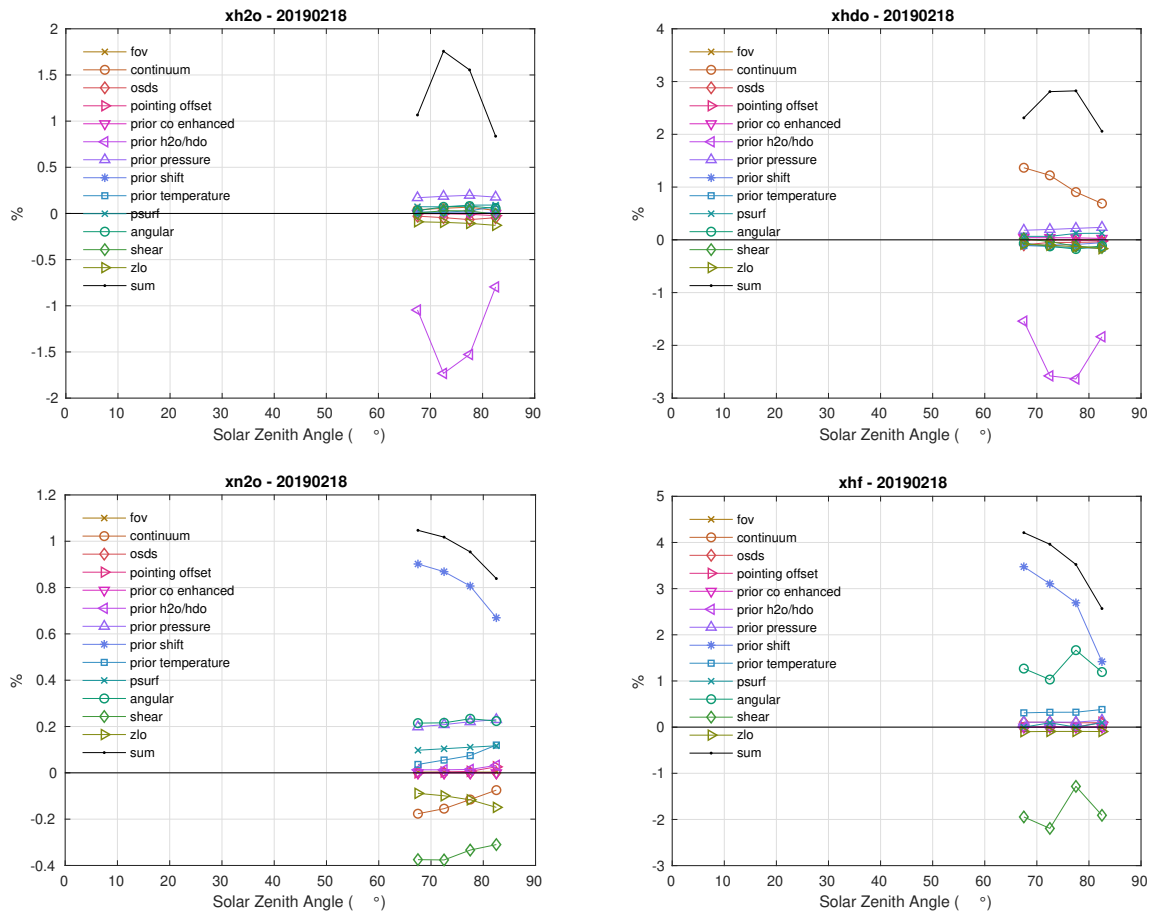 xh2o - 20190218
2
1.5
1
0.5
0
-0.5
-1
-1.5
-2
%
fov
continuum
osds
pointing offset
prior co enhanced
prior h2o/hdo
prior pressure
prior shift
prior temperature
psurf
angular
shear
zlo
sum
0 10 20 30 40 50 60 70 80 90
Solar Zenith Angle ( °)
xhdo - 20190218
4
3
2
1
0
-1
-2
-3
%
fov
continuum
osds
pointing offset
prior co enhanced
prior h2o/hdo
prior pressure
prior shift
prior temperature
psurf
angular
shear
zlo
sum
0 10 20 30 40 50 60 70 80 90
Solar Zenith Angle ( °)
xn2o - 20190218
1.2
1
0.8
0.6
0.4
0.2
0
-0.2
-0.4
%
fov
continuum
osds
pointing offset
prior co enhanced
prior h2o/hdo
prior pressure
prior shift
prior temperature
psurf
angular
shear
zlo
sum
0 10 20 30 40 50 60 70 80 90
Solar Zenith Angle ( °)
xhf - 20190218
5
4
3
2
1
0
-1
-2
-3
%
fov
continuum
osds
pointing offset
prior co enhanced
prior h2o/hdo
prior pressure
prior shift
prior temperature
psurf
angular
shear
zlo
sum
0 10 20 30 40 50 60 70 80 90
Solar Zenith Angle ( °)